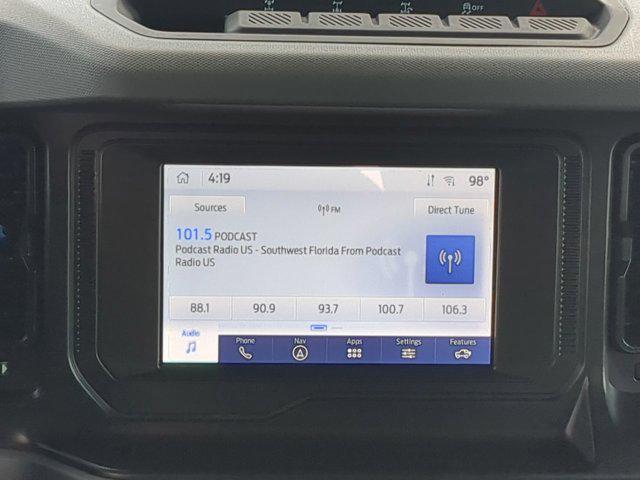 OFF
4:19
98°
Sources
FM
Direct Tune
101.5 PODCAST
Podcast Radio US - Southwest Florida From Podcast
Radio US
88.1 90.9 93.7 100.7 106.3
Audio Phone Nav Apps Settings Features